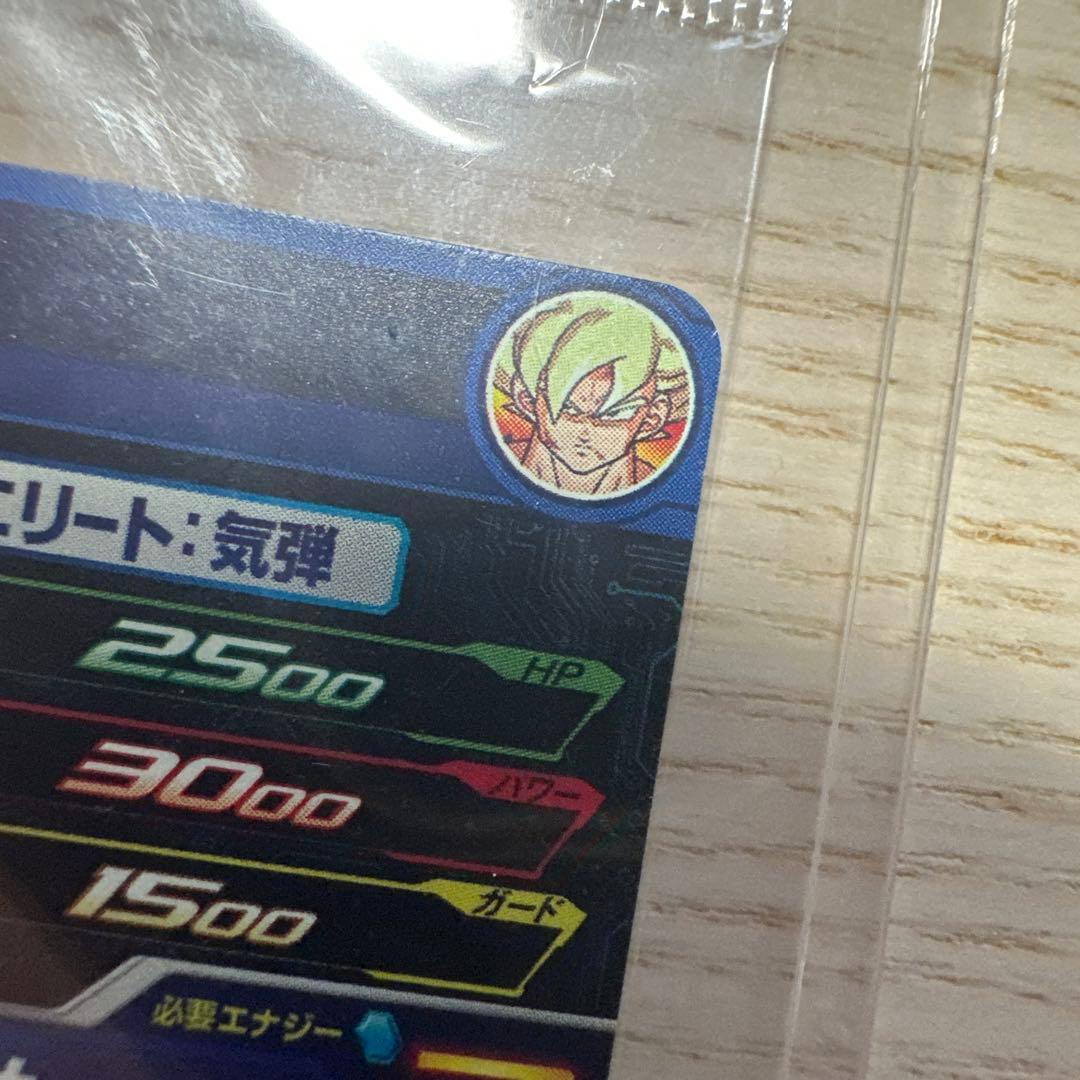 エリート:気弾
2500 HP
3000 パワー
1500 ガード
必要エナジー